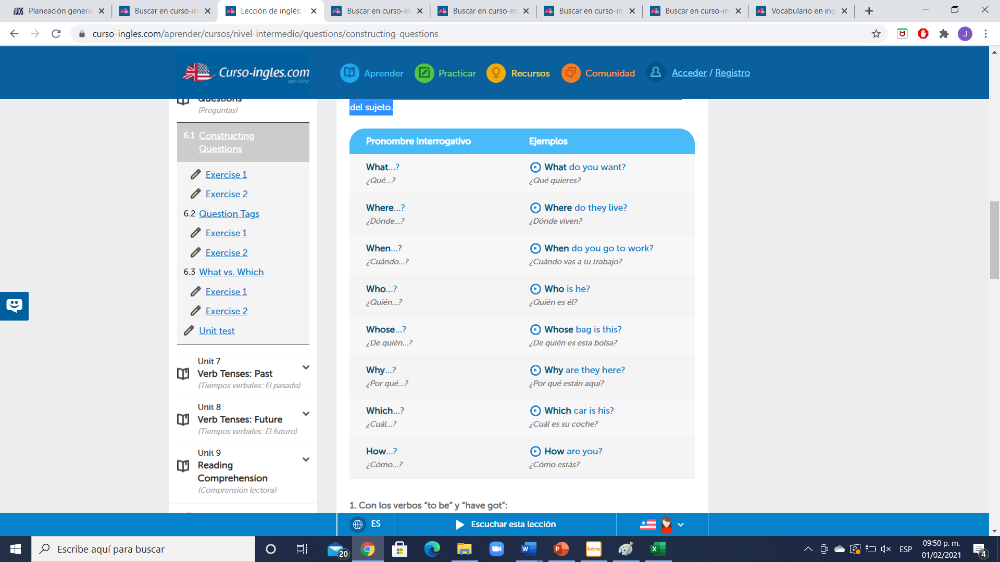 Planeación genera
Buscar en curso-in
Lección de inglés:
Buscar en curso-in
Buscar en curso-in
Buscar en curso-in
Buscar en curso-in
Vocabulario en ing
curso-ingles.com/aprender/cursos/nivel-intermedio/questions/constructing-questions
J
Curso-ingles.com
on-line
Aprender
Practicar
Recursos
Comunidad
Acceder / Registro
Questions
(Preguntas)
6.1 Constructing
Questions
Exercise 1
Exercise 2
6.2 Question Tags
Exercise 1
Exercise 2
6.3 What vs. Which
Exercise 1
Exercise 2
Unit test
Unit 7
Verb Tenses: Past
(Tiempos verbales: El pasado)
Unit 8
Verb Tenses: Future
(Tiempos verbales: El futuro)
Unit 9
Reading
Comprehension
(Comprensión lectora)
del sujeto.
Pronombre interrogativo Ejemplos
What...? What do you want?
¿Qué...? ¿Qué quieres?
Where...? Where do they live?
¿Dónde...? ¿Dónde viven?
When...? When do you go to work?
¿Cuándo...? ¿Cuándo vas a tu trabajo?
Who...? Who is he?
¿Quién...? ¿Quién es él?
Whose...? Whose bag is this?
¿De quién...? ¿De quién es esta bolsa?
Why...? Why are they here?
¿Por qué...? ¿Por qué están aquí?
Which...? Which car is his?
¿Cuál...? ¿Cuál es su coche?
How...? How are you?
¿Cómo...? ¿Cómo estás?
1. Con los verbos “to be” y “have got”:
ES
Escuchar esta lección
Escribe aquí para buscar
20
Intro
ESP
09:50 p. m.
01/02/2021
4